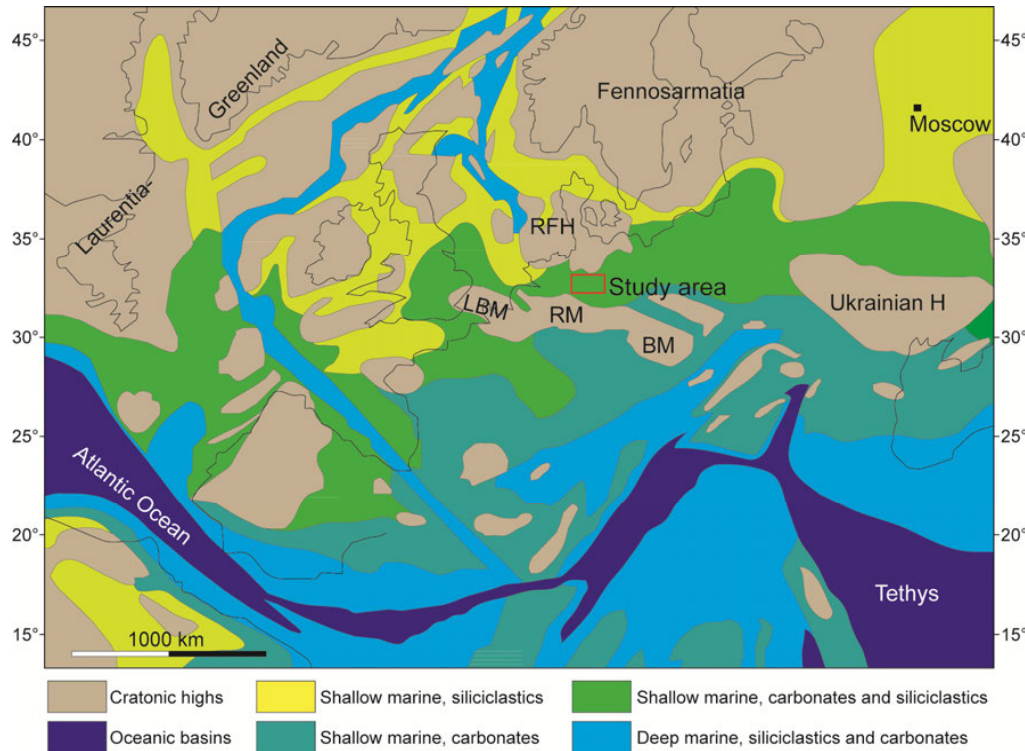 45°
45°
Greenland
Fennosarmatia
Moscow
40°
40°
Laurentia-
35°
35°
RFH
Study area
LBM
RM
Ukrainian H
30°
30°
BM
25°
25°
Atlantic Ocean
20°
20°
Tethys
15°
15°
1000 km
Cratonic highs
Shallow marine, siliciclastics
Shallow marine, carbonates and siliciclastics
Oceanic basins
Shallow marine, carbonates
Deep marine, siliciclastics and carbonates